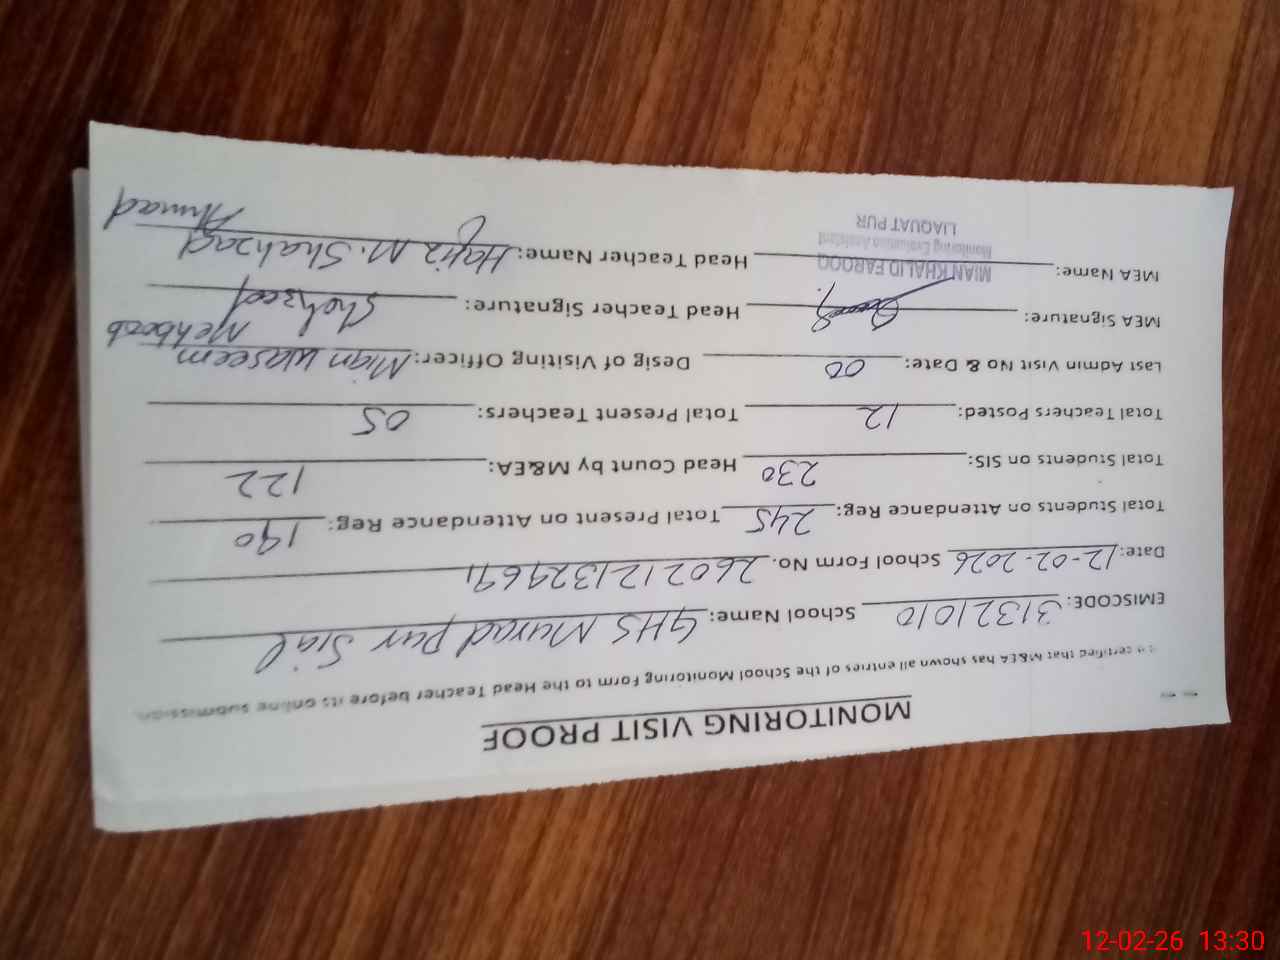 MONITORING VISIT PROOF
certified that M&EA has shown all entries of the School Monitoring Form to the Head Teacher before its online submission.
EMISCODE: 31321010 School Name: GHS Murad pur Sial
Date: 12-02-2026 School Form No. 260212132969
Total Students on Attendance Reg: 245 Total Present on Attendance Reg: 190
Total Students on SIS: 230 Head Count by M&EA: 122
Total Teachers Posted: 12 Total Present Teachers: 05
Last Admin Visit No & Date: 00 Desig of Visiting Officer: Mian Waseem Mehboob
MEA Signature: Head Teacher Signature: Shahzad
MEA Name: Head Teacher Name: Hafiz M. Shahzad Ahmad
MIAN KHALID FAROOQ
Monitoring Evaluation Assistant
LIAQUAT PUR
12-02-26 13:30